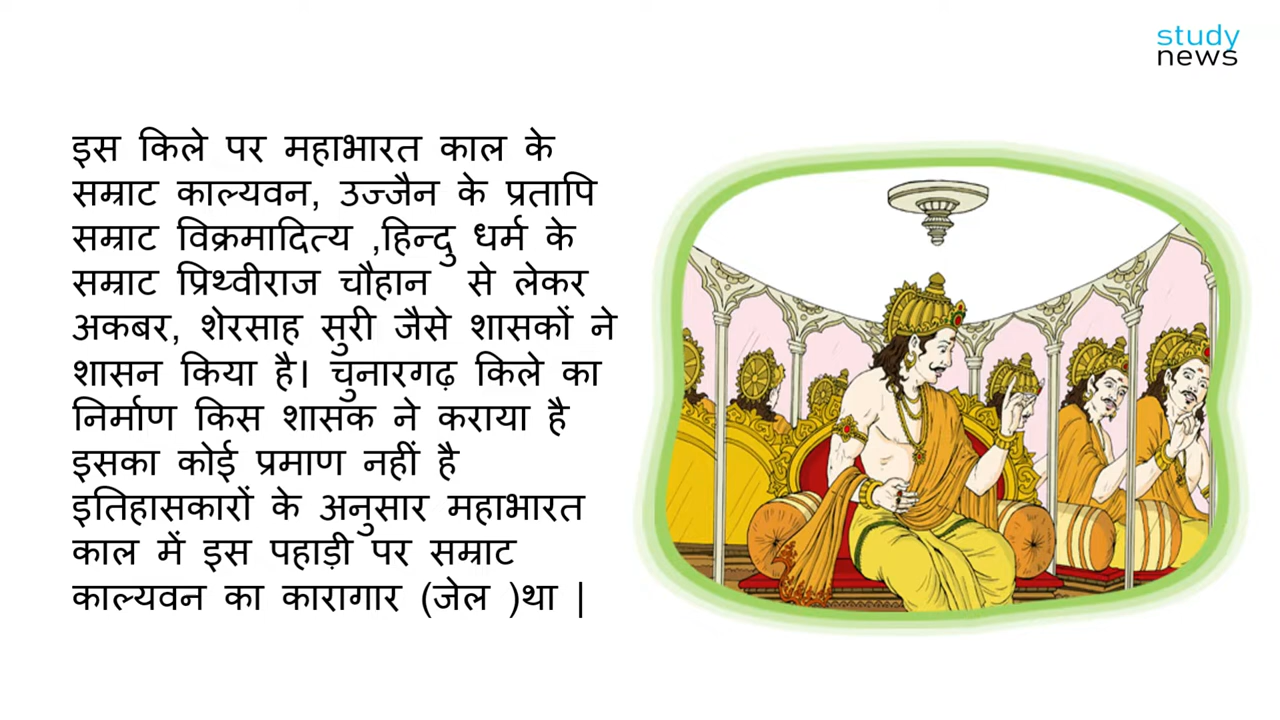 study
news
इस किले पर महाभारत काल के
सम्राट काल्यवन, उज्जैन के प्रतापि
सम्राट विक्रमादित्य ,हिन्दु धर्म के
सम्राट प्रिथ्वीराज चौहान से लेकर
अकबर, शेरसाह सुरी जैसे शासकों ने
शासन किया है। चुनारगढ़ किले का
निर्माण किस शासक ने कराया है
इसका कोई प्रमाण नहीं है
इतिहासकारों के अनुसार महाभारत
काल में इस पहाड़ी पर सम्राट
काल्यवन का कारागार (जेल )था |